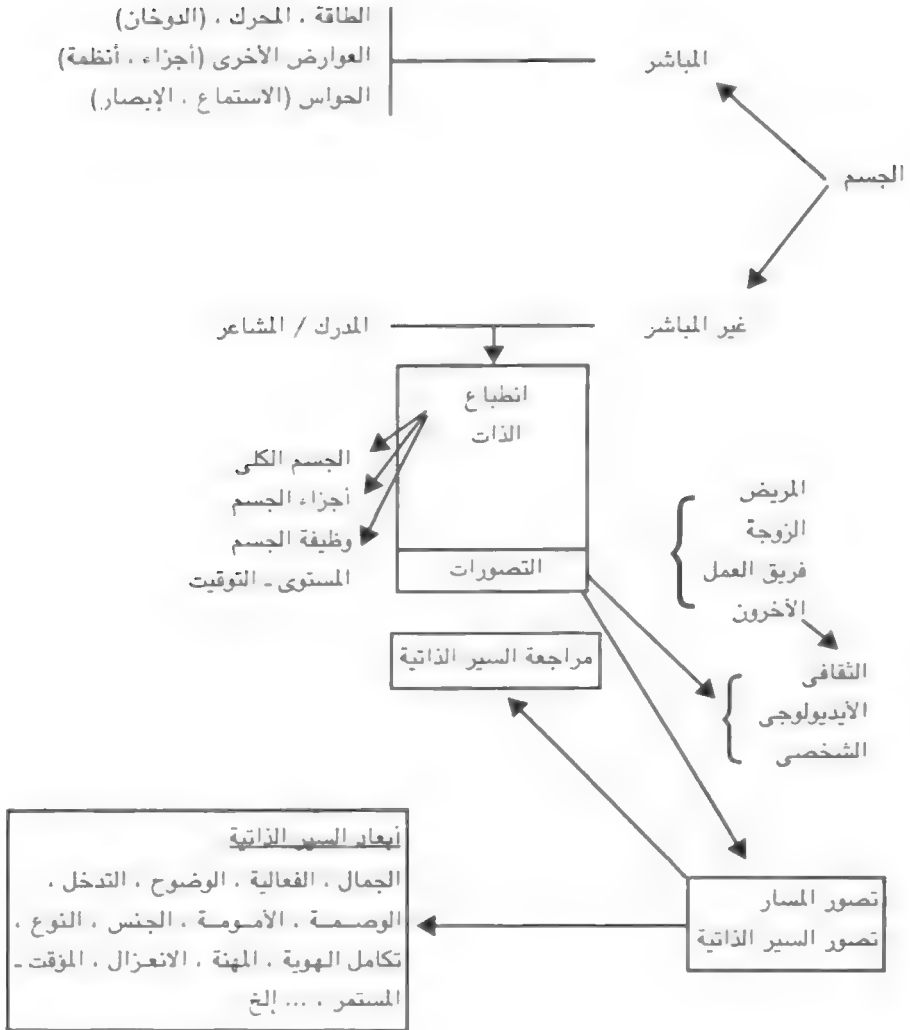 الطاقة ، المحرك ، (الدوخان)
العوارض الأخرى (أجزاء ، أنظمة)
الحواس (الاستماع ، الإبصار)
المباشر
الجسم
غير المباشر
المدرك / المشاعر
انطباع
الذات
الجسم الكلى
أجزاء الجسم
وظيفة الجسم
المستوى ـ التوقيت
التصورات
المريض
الزوجة
فريق العمل
الآخرون
الثقافى
الأيديولوجى
الشخصى
مراجعة السير الذاتية
تصور المسار
تصور السير الذاتية
أبعاد السير الذاتية
الجمال ، الفعالية ، الوضوح ، التدخل ،
الوصمة ، الأمومة ، الجنس ، النوع ،
تكامل الهوية ، المهنة ، الانعزال ، المؤقت ـ
المستمر ، ... إلخ